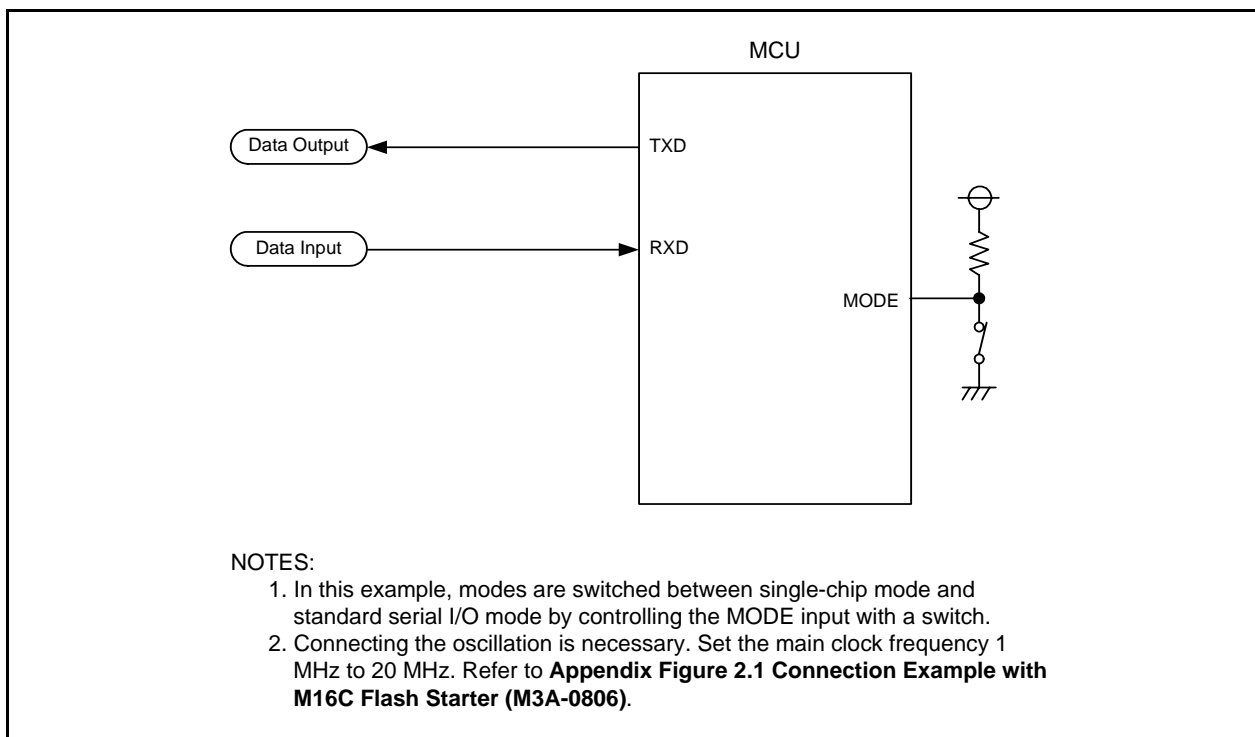 MCU
Data Output
TXD
Data Input
RXD
MODE
NOTES:
1. In this example, modes are switched between single-chip mode and
standard serial I/O mode by controlling the MODE input with a switch.
2. Connecting the oscillation is necessary. Set the main clock frequency 1
MHz to 20 MHz. Refer to Appendix Figure 2.1 Connection Example with
M16C Flash Starter (M3A-0806).